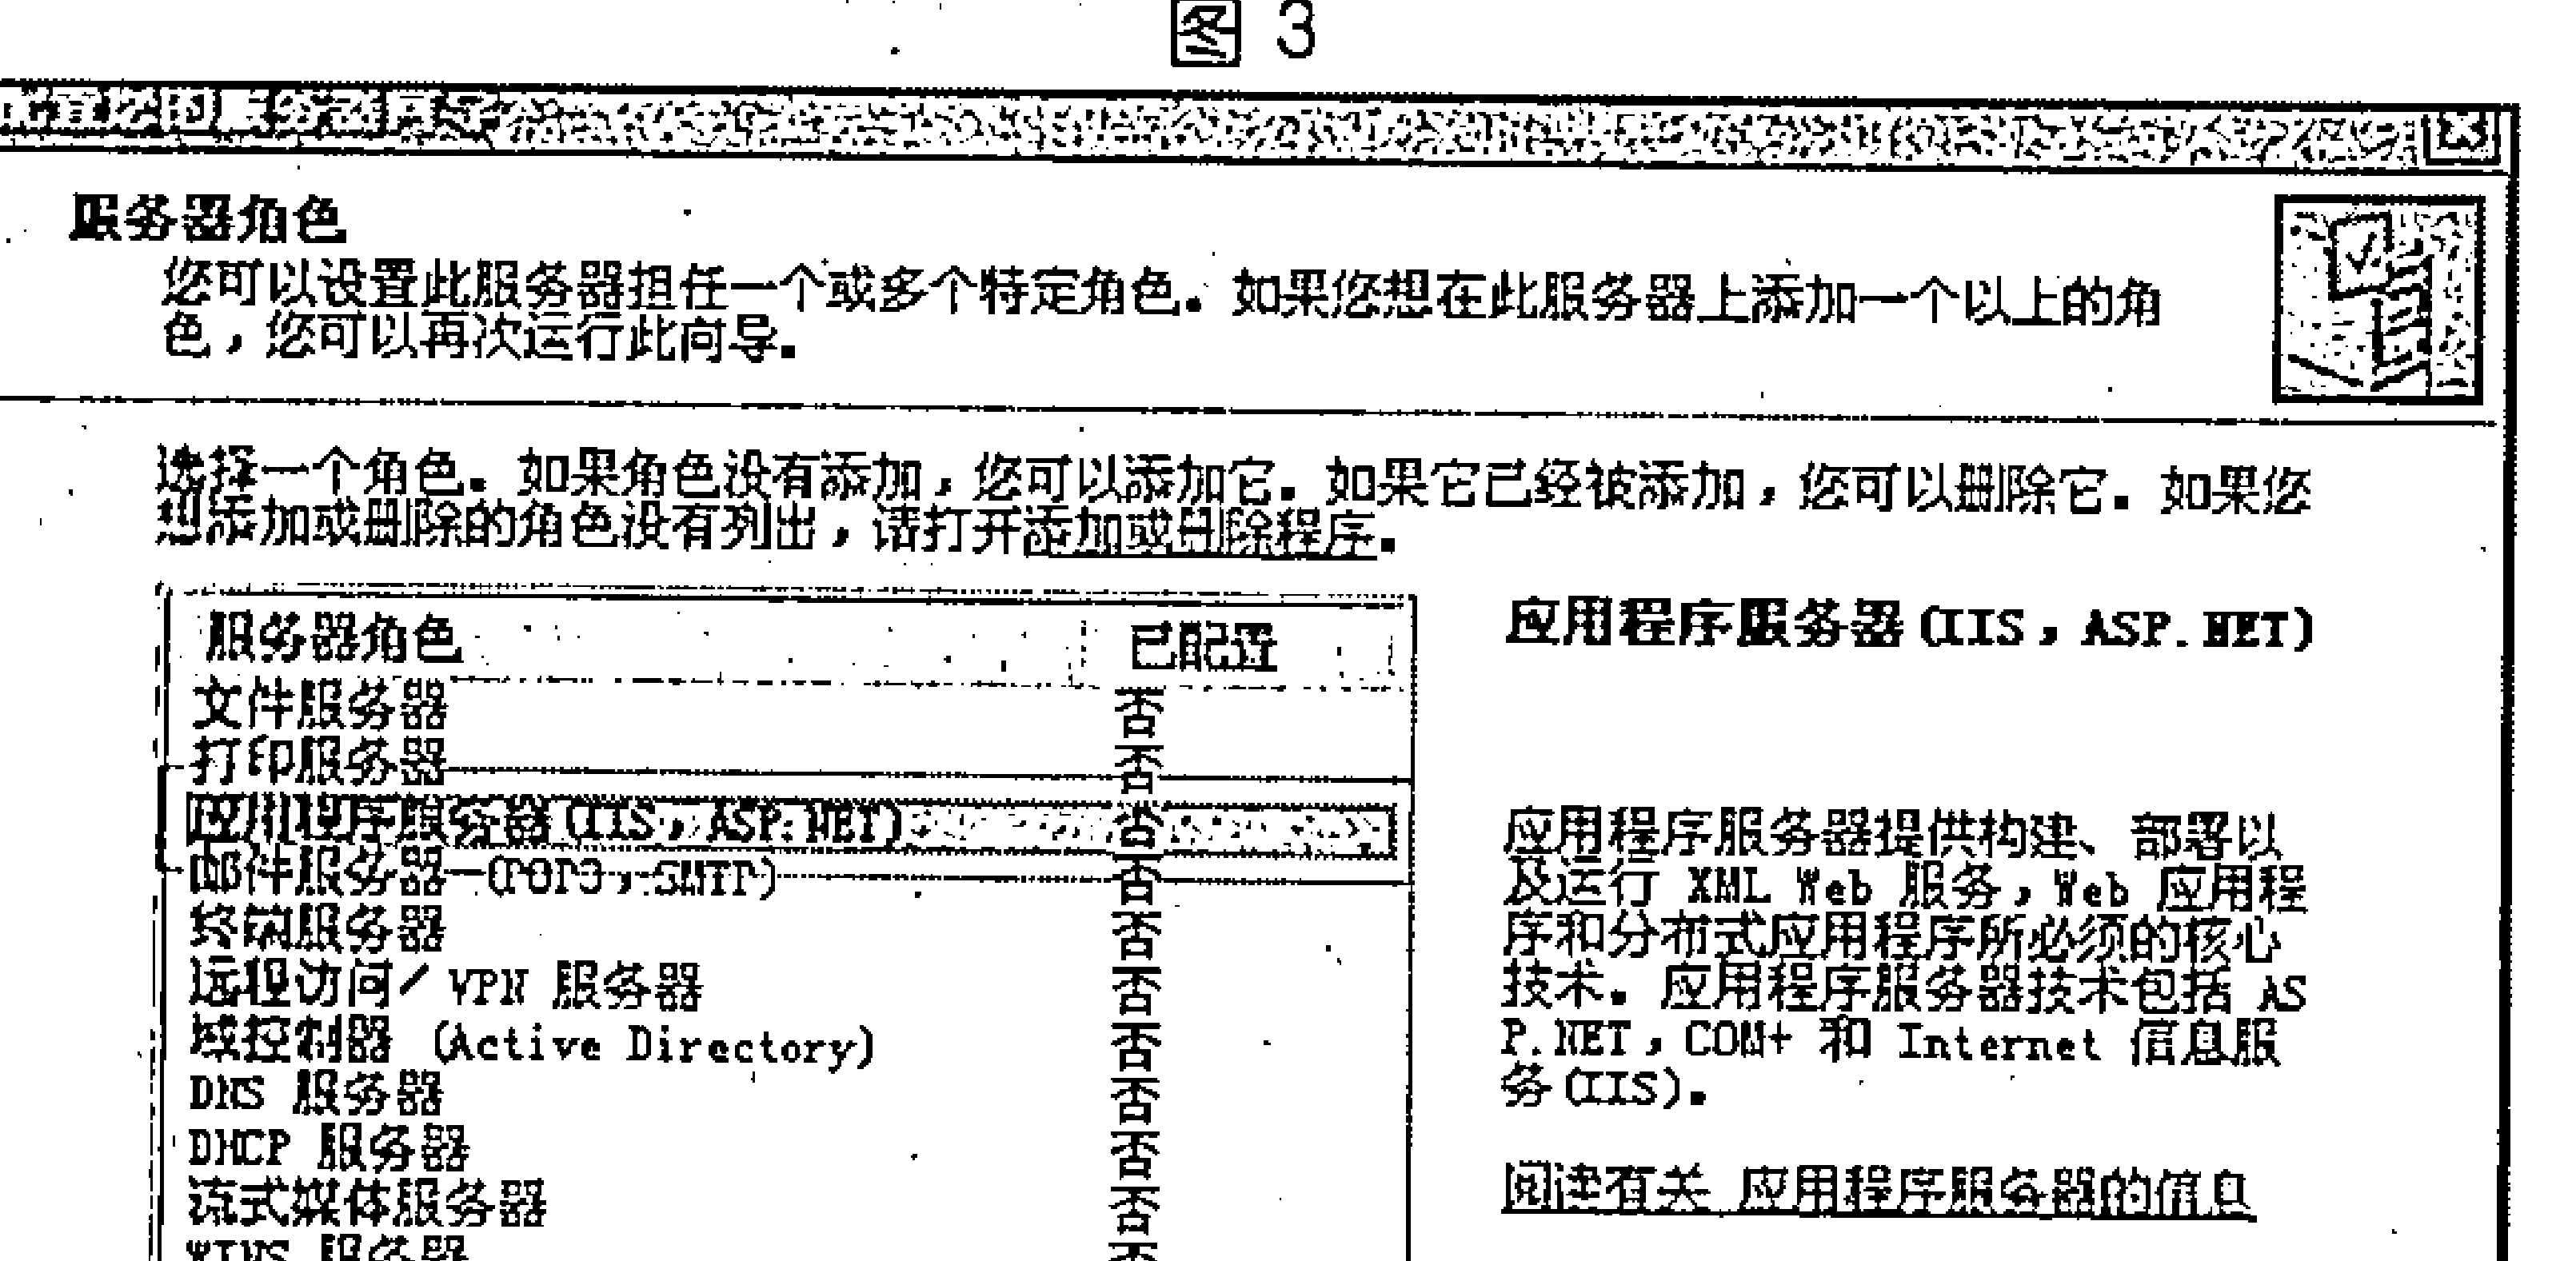 图 3
配置您的服务器向导
服务器角色
您可以设置此服务器担任一个或多个特定角色。如果您想在此服务器上添加一个以上的角
色，您可以再次运行此向导。
选择一个角色。如果角色没有添加，您可以添加它。如果它已经被添加，您可以删除它。如果您
想添加或删除的角色没有列出，请打开添加或删除程序。
服务器角色 已配置
文件服务器 否
打印服务器 否
应用程序服务器 (IIS，ASP.NET) 否
邮件服务器 (POP3，SMTP) 否
终端服务器 否
远程访问/ VPN 服务器 否
域控制器 (Active Directory) 否
DNS 服务器 否
DHCP 服务器 否
流式媒体服务器 否
WINS 服务器 否
应用程序服务器 (IIS，ASP.NET)
应用程序服务器提供构建、部署以
及运行 XML Web 服务，Web 应用程
序和分布式应用程序所必须的核心
技术。应用程序服务器技术包括 AS
P.NET，COM+ 和 Internet 信息服
务(IIS)。
阅读有关 应用程序服务器的信息